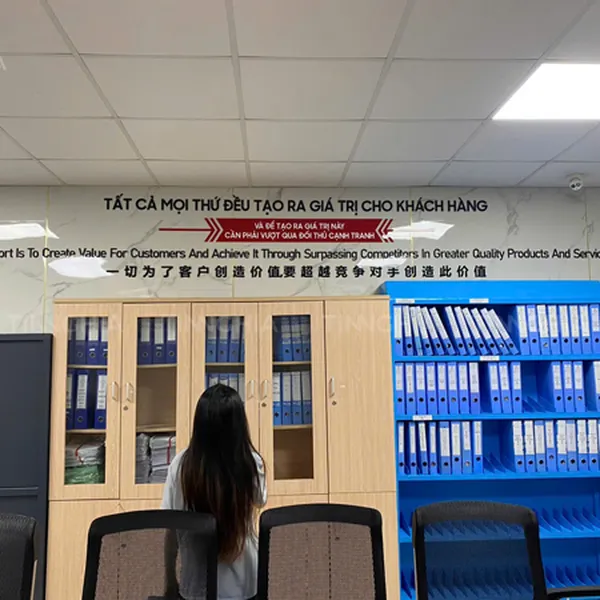 TẤT CẢ MỌI THỨ ĐỀU TẠO RA GIÁ TRỊ CHO KHÁCH HÀNG
VÀ ĐỂ TẠO RA GIÁ TRỊ NÀY
CẦN PHẢI VƯỢT QUA ĐỐI THỦ CẠNH TRANH
Is To Create Value For Customers And Achieve It Through Surpassing Competitors In Greater Quality Products And
一切为了客户创造价值要超越竞争对手创造此价值